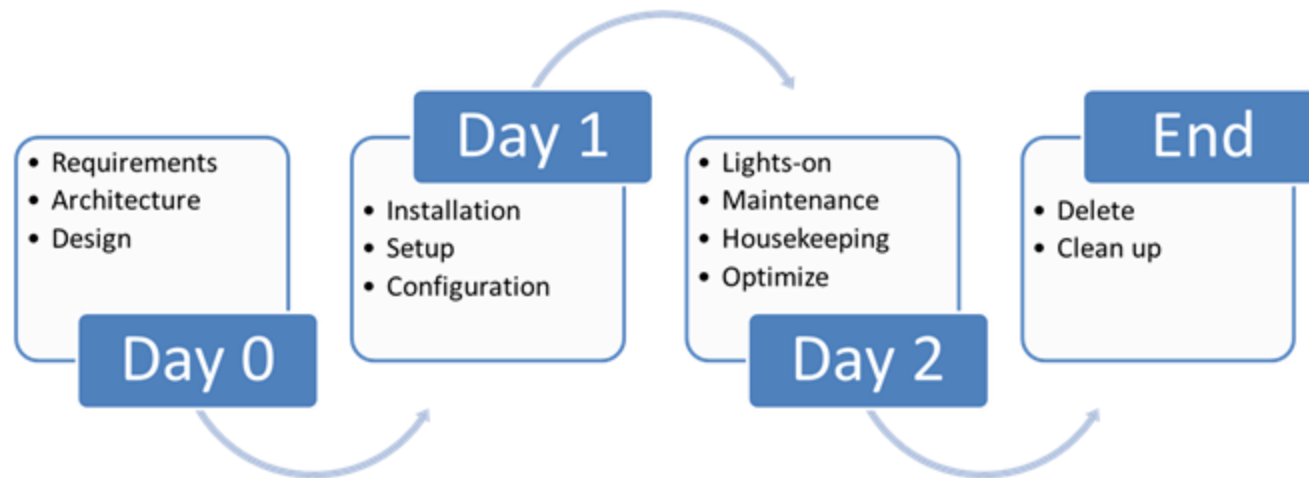 • Requirements
• Architecture
• Design
Day 0
Day 1
• Installation
• Setup
• Configuration
• Lights-on
• Maintenance
• Housekeeping
• Optimize
Day 2
End
• Delete
• Clean up